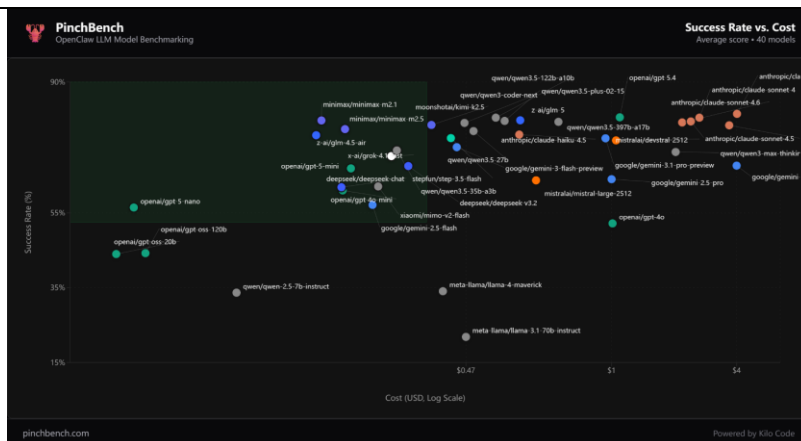 PinchBench
OpenClaw LLM Model Benchmarking
Success Rate vs. Cost
Average score • 40 models
90%
55%
35%
15%
Success Rate (%)
qwen/qwen3.5-122b-a10b
openai/gpt-5.4
anthropic/cla
qwen/qwen3-coder-next
qwen/qwen3.5-plus-02-15
anthropic/claude-sonnet-4
minimax/minimax-m2.1
moonshotai/kimi-k2.5
z-ai/glm-5
anthropic/claude-sonnet-4.6
minimax/minimax-m2.5
qwen/qwen3.5-397b-a17b
z-ai/glm-4.5-air
anthropic/claude-haiku-4.5
mistralai/devstral-2512
anthropic/claude-sonnet-4.5
x-ai/grok-4.1
qwen/qwen3-max-thinkin
openai/gpt-5-mini
qwen/qwen3.5-27b
google/gemini-3-flash-preview
google/gemini-3.1-pro-preview
deepseek/deepseek-chat
stepfun/step-3.5-flash
google/gemini-2.5-pro
google/gemini
qwen/qwen3.5-35b-a3b
mistralai/mistral-large-2512
openai/gpt-5-nano
openai/gpt-4o-mini
deepseek/deepseek-v3.2
xiaomi/mimo-v2-flash
openai/gpt-4o
google/gemini-2.5-flash
openai/gpt-oss-120b
openai/gpt-oss-20b
qwen/qwen-2.5-7b-instruct
meta-llama/llama-4-maverick
meta-llama/llama-3.1-70b-instruct
$0.47
$1
$4
Cost (USD, Log Scale)
pinchbench.com
Powered by Kilo Code